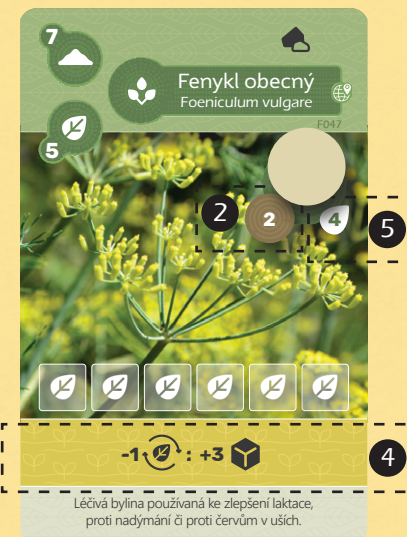 7
Fenykl obecný
Foeniculum vulgare
F047
5
2
2
4
5
-1 : +3
4
Léčivá bylina používaná ke zlepšení laktace,
proti nadýmání či proti červům v uších.